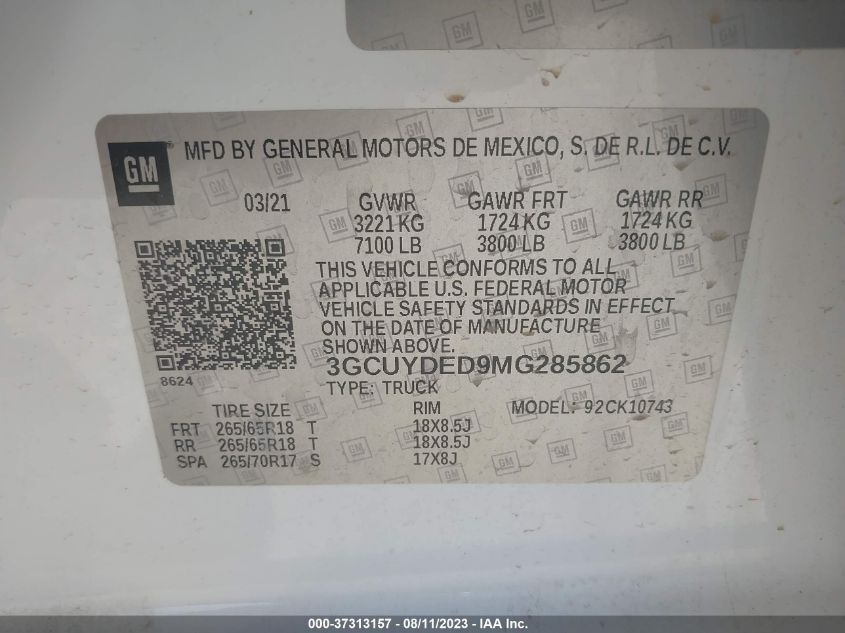 GM
MFD BY GENERAL MOTORS DE MEXICO, S. DE R.L. DE C.V.
03/21 GVWR GAWR FRT GAWR RR
3221 KG 1724 KG 1724 KG
7100 LB 3800 LB 3800 LB
THIS VEHICLE CONFORMS TO ALL
APPLICABLE U.S. FEDERAL MOTOR
VEHICLE SAFETY STANDARDS IN EFFECT
ON THE DATE OF MANUFACTURE
SHOWN ABOVE.
8624
3GCUYDED9MG285862
TYPE: TRUCK
TIRE SIZE RIM MODEL: 92CK10743
FRT 265/65R18 T 18X8.5J
RR 265/65R18 T 18X8.5J
SPA 265/70R17 S 17X8J
000-37313157 - 08/11/2023 - IAA Inc.